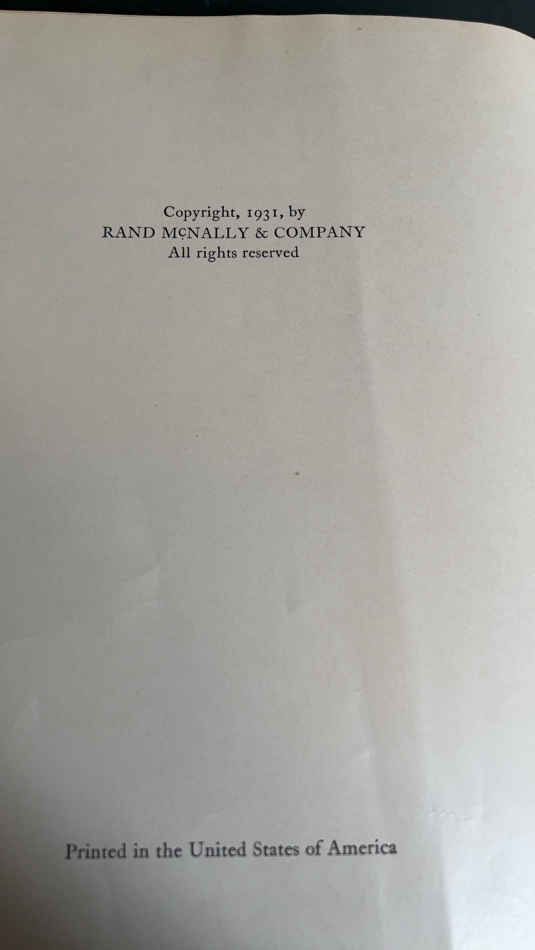 Copyright, 1931, by
RAND MCNALLY & COMPANY
All rights reserved
Printed in the United States of America